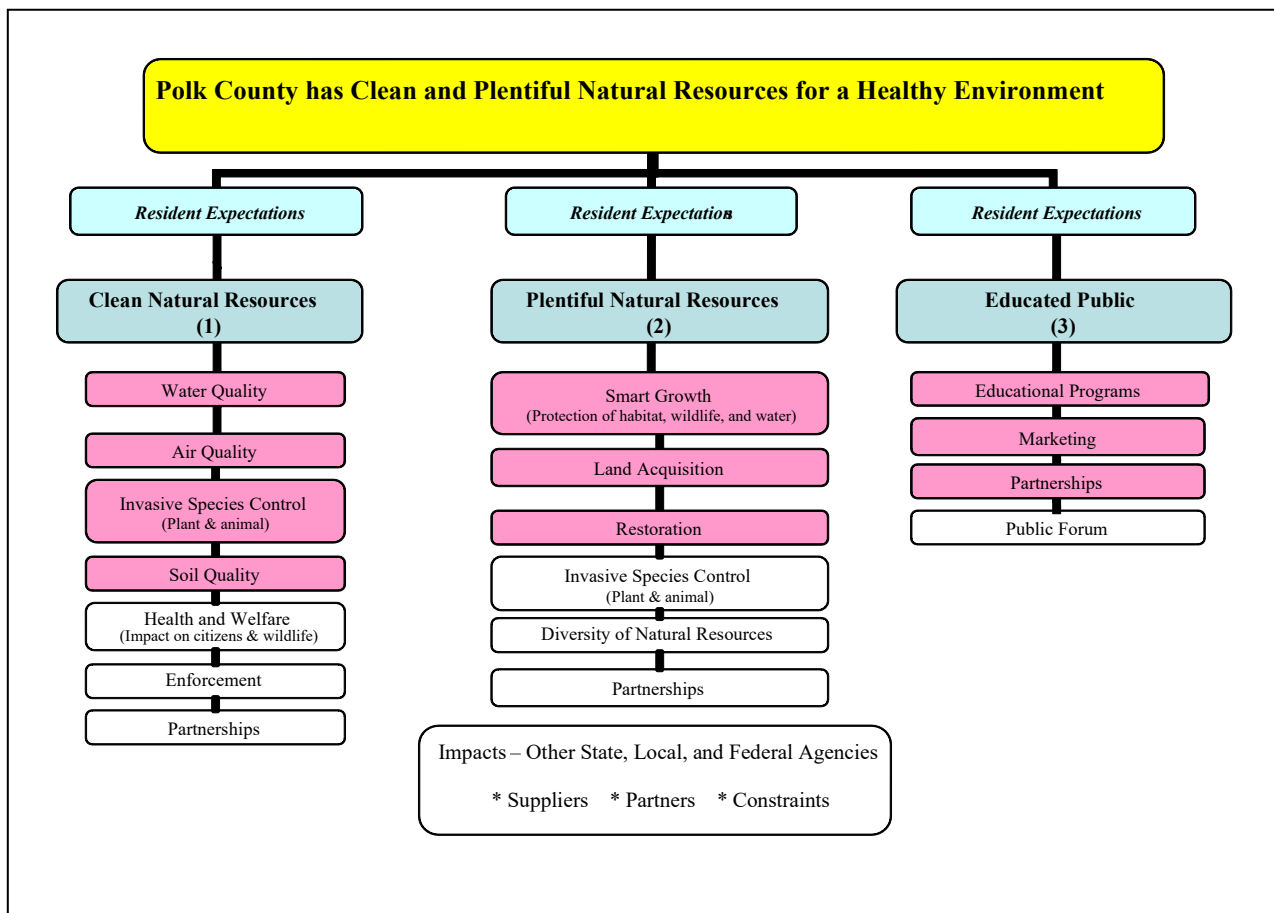 Polk County has Clean and Plentiful Natural Resources for a Healthy Environment
Resident Expectations
Resident Expectations
Resident Expectations
Clean Natural Resources
(1)
Plentiful Natural Resources
(2)
Educated Public
(3)
Water Quality
Air Quality
Invasive Species Control
(Plant & animal)
Soil Quality
Health and Welfare
(Impact on citizens & wildlife)
Enforcement
Partnerships
Smart Growth
(Protection of habitat, wildlife, and water)
Land Acquisition
Restoration
Invasive Species Control
(Plant & animal)
Diversity of Natural Resources
Partnerships
Educational Programs
Marketing
Partnerships
Public Forum
Impacts – Other State, Local, and Federal Agencies
* Suppliers * Partners * Constraints